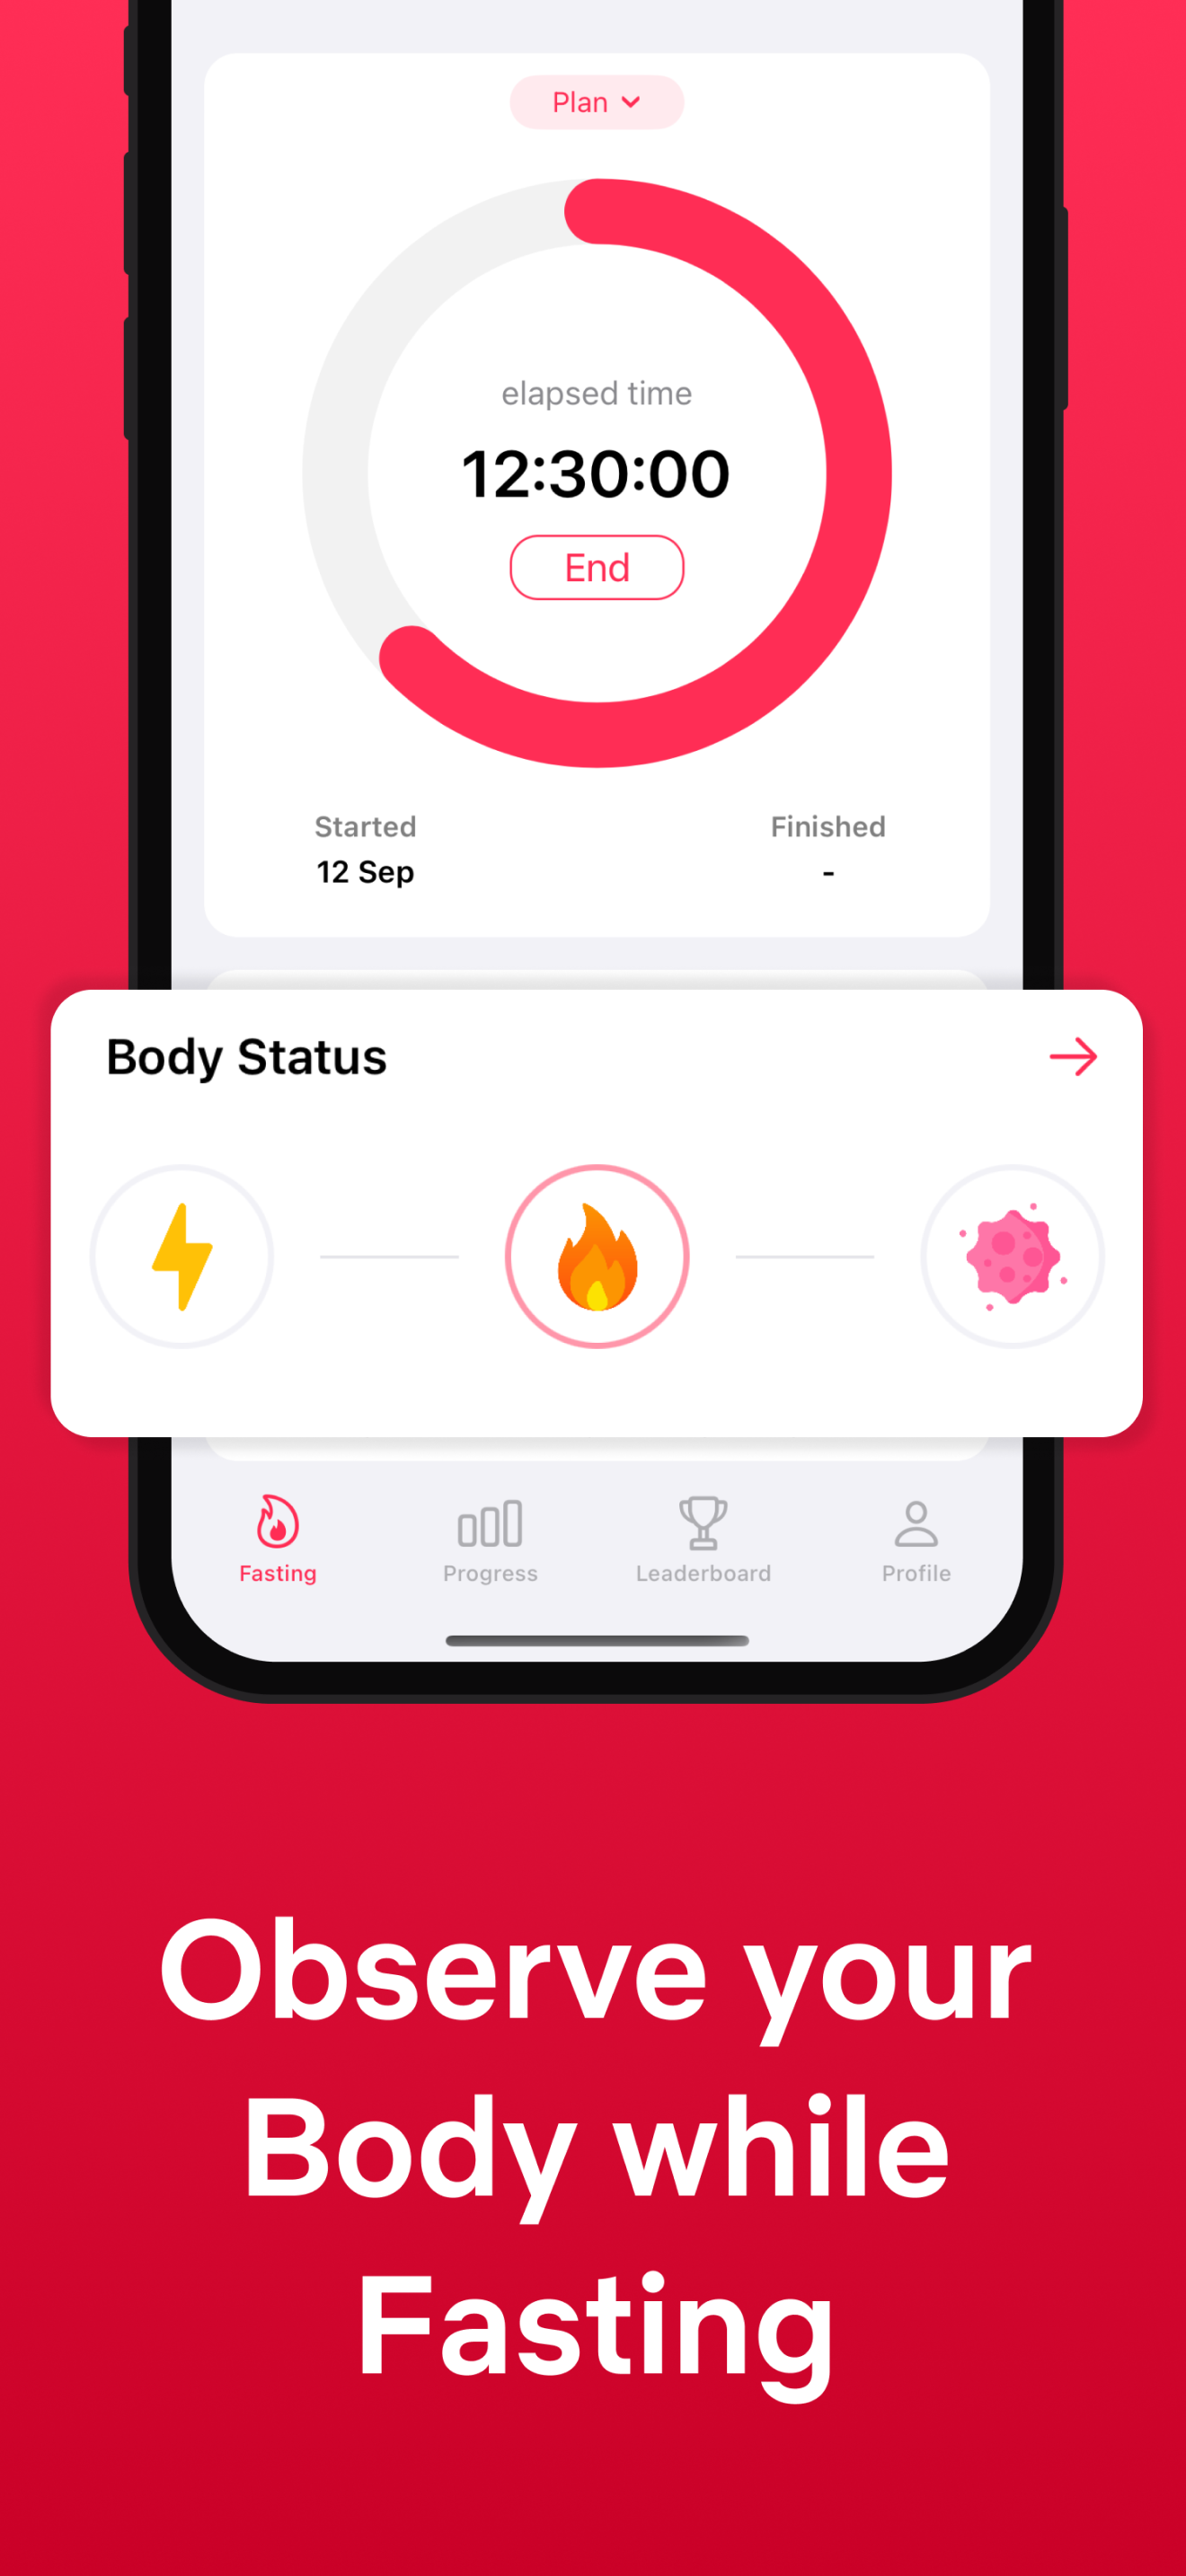 Plan
elapsed time
12:30:00
End
Started
Finished
12 Sep
-
Body Status
Fasting
Progress
Leaderboard
Profile
Observe your
Body while
Fasting